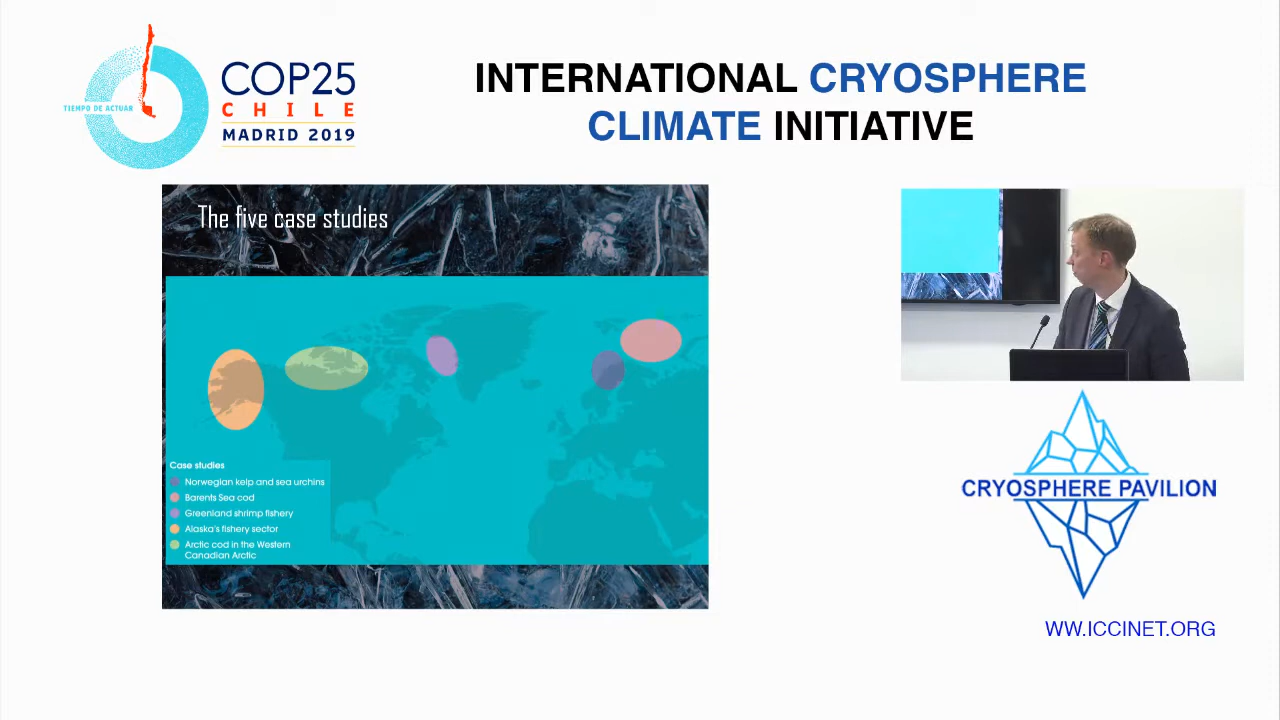 TIEMPO DE ACTUAR
COP25
CHILE
MADRID 2019
INTERNATIONAL CRYOSPHERE
CLIMATE INITIATIVE
The five case studies
Case studies
Norwegian kelp and sea urchins
Barents Sea cod
Greenland shrimp fishery
Alaska's fishery sector
Arctic cod in the Western
Canadian Arctic
CRYOSPHERE PAVILION
WW.ICCINET.ORG